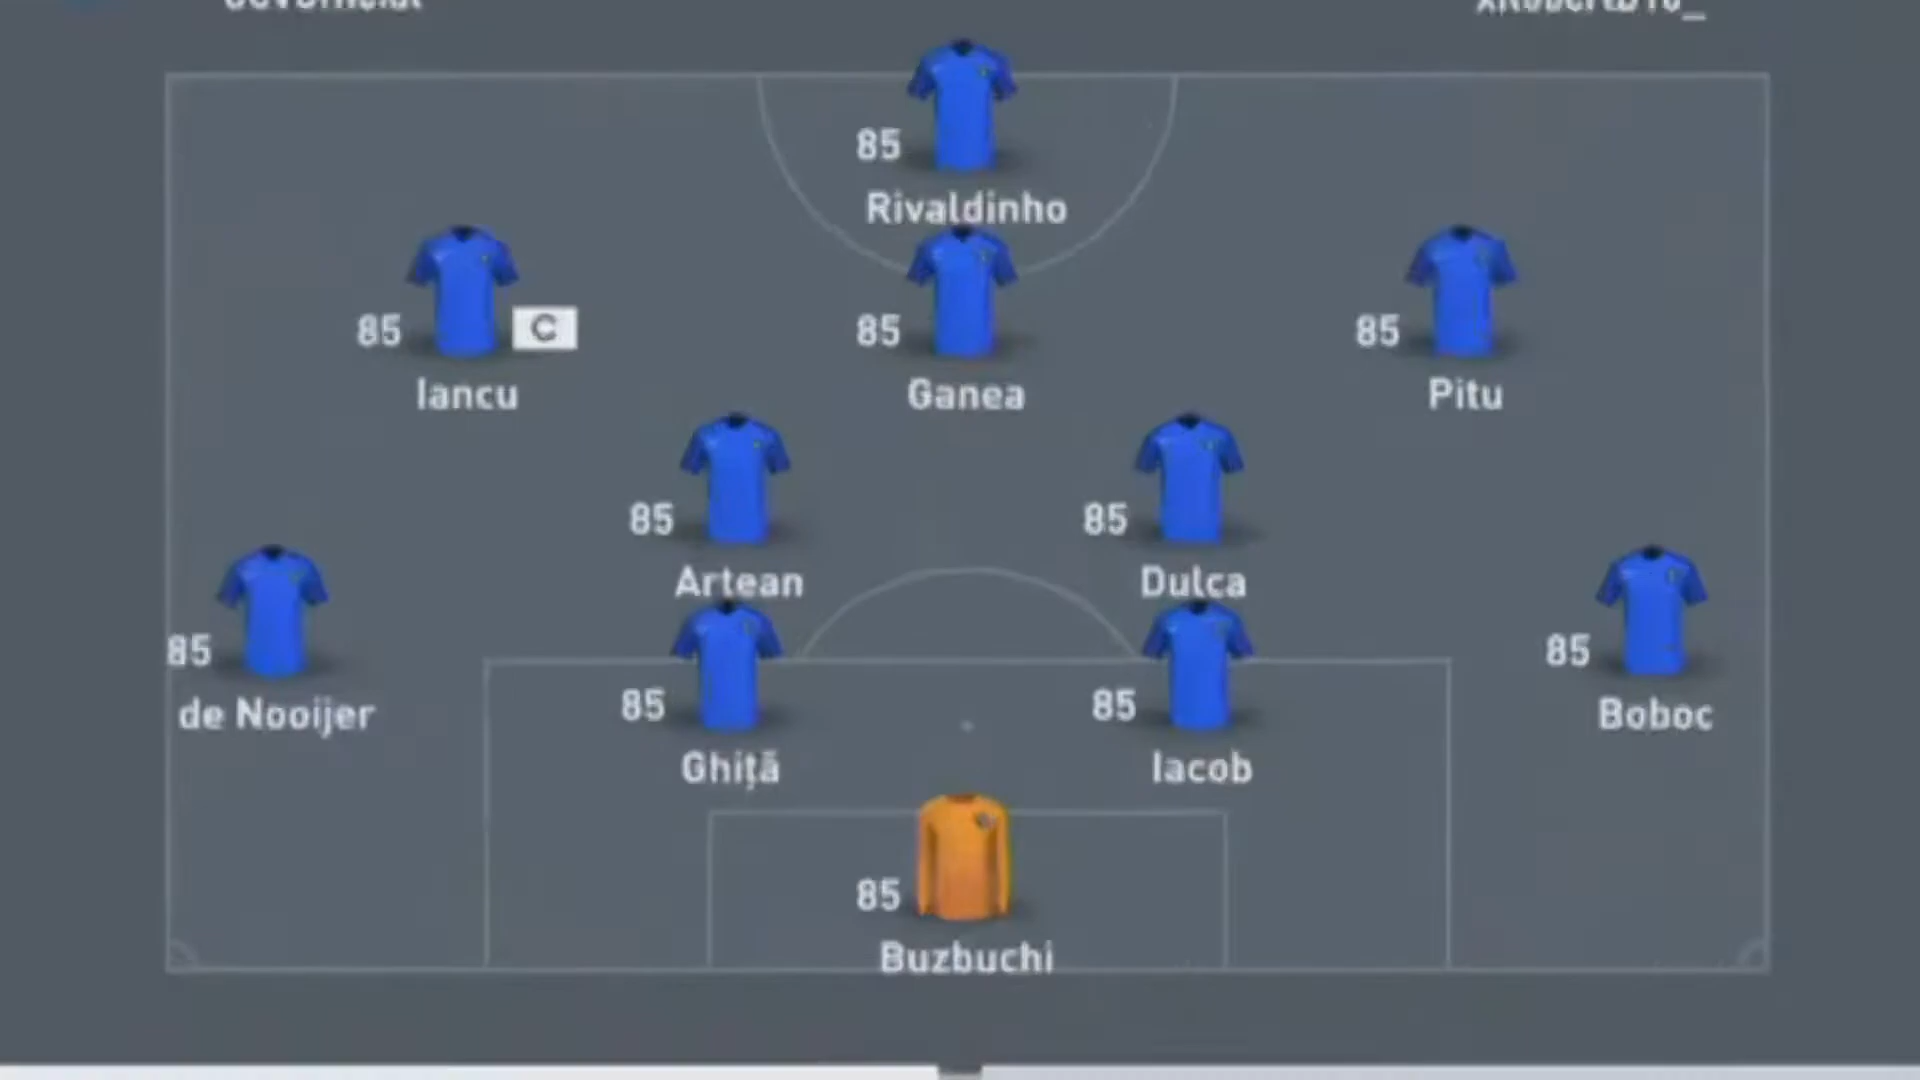 85
Rivaldinho
85 C 85 85
Iancu Ganea Pitu
85 85
Artean Dulca
85 85
de Nooijer Boboc
85 85
Ghiță Iacob
85
Buzbuchi